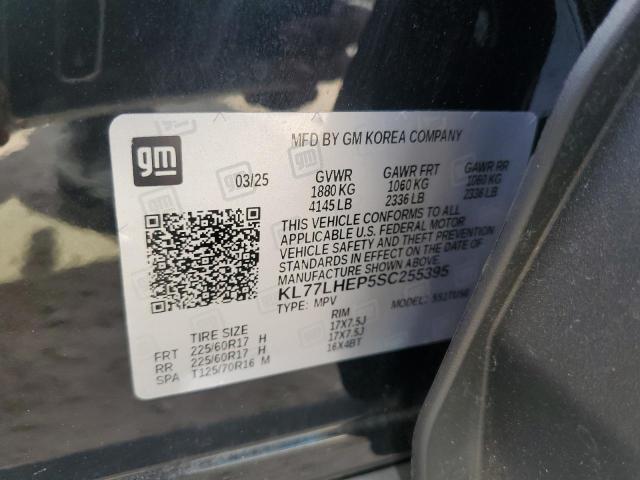 MFD BY GM KOREA COMPANY
gm
03/25 GVWR GAWR FRT GAWR RR
1880 KG 1060 KG 1060 KG
4145 LB 2336 LB 2336 LB
THIS VEHICLE CONFORMS TO ALL
APPLICABLE U.S. FEDERAL MOTOR
VEHICLE SAFETY AND THEFT PREVENTION
STANDARDS IN EFFECT ON THE DATE OF
MANUFACTURE SHOWN ABOVE.
KL77LHEP5SC255395
TYPE: MPV MODEL:
TIRE SIZE RIM
FRT 225/60R17 H 17X7.5J
RR 225/60R17 H 17X7.5J
SPA T125/70R16 M 16X4BT